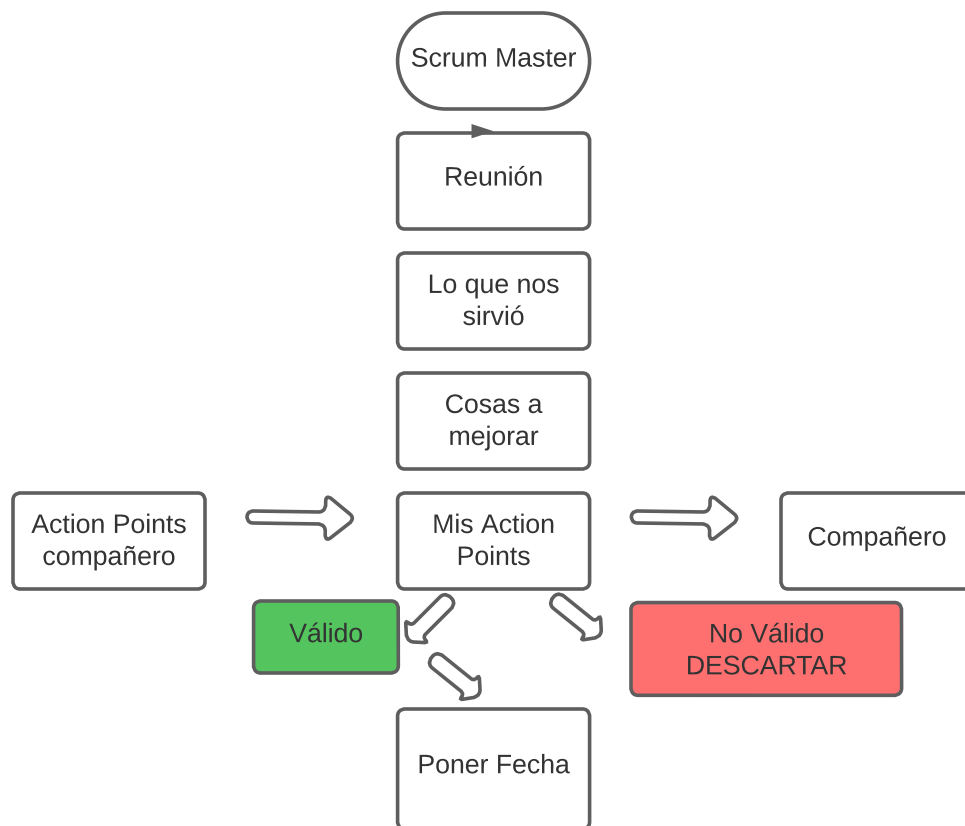 Scrum Master
Reunión
Lo que nos
sirvió
Cosas a
mejorar
Action Points
compañero
Mis Action
Points
Compañero
Válido
No Válido
DESCARTAR
Poner Fecha